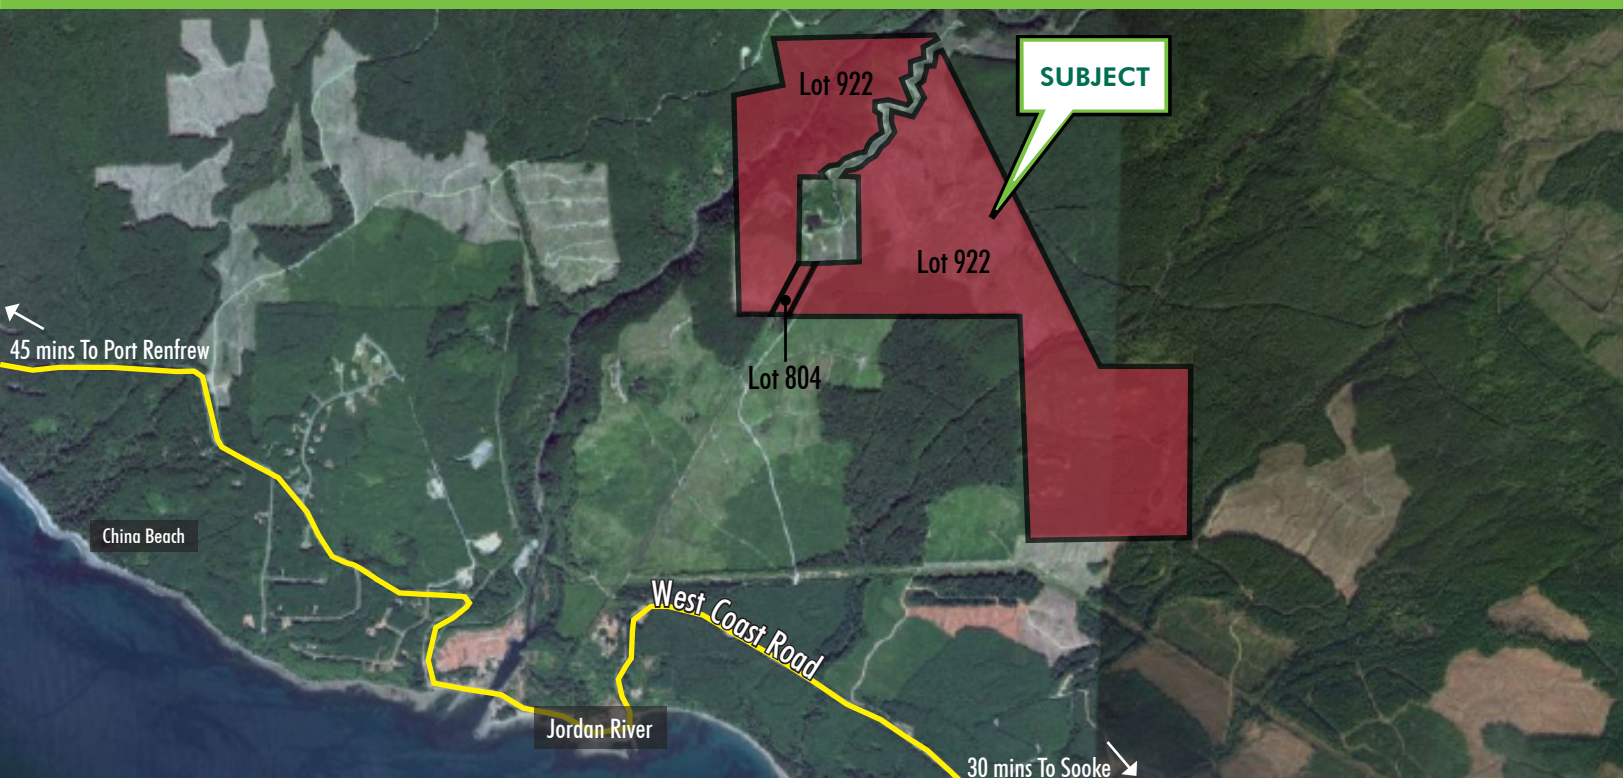 Lot 922
SUBJECT
Lot 922
45 mins To Port Renfrew
Lot 804
China Beach
West Coast Road
Jordan River
30 mins To Sooke